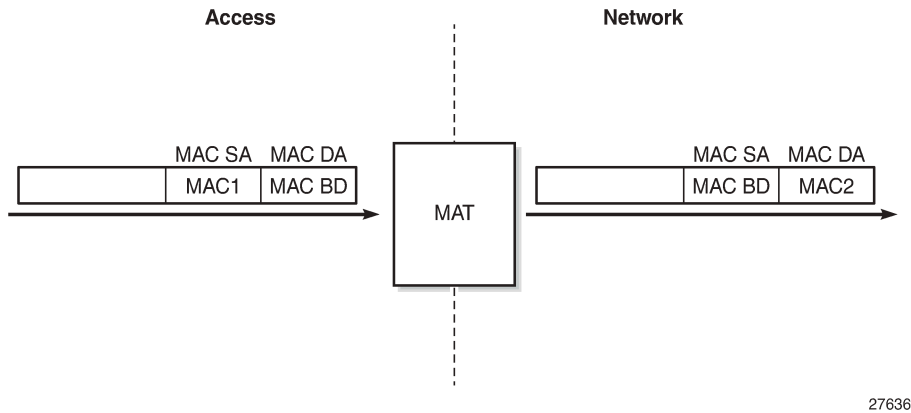 Access Network
MAC SA MAC DA MAC SA MAC DA
MAC1 MAC BD MAT MAC BD MAC2
27636